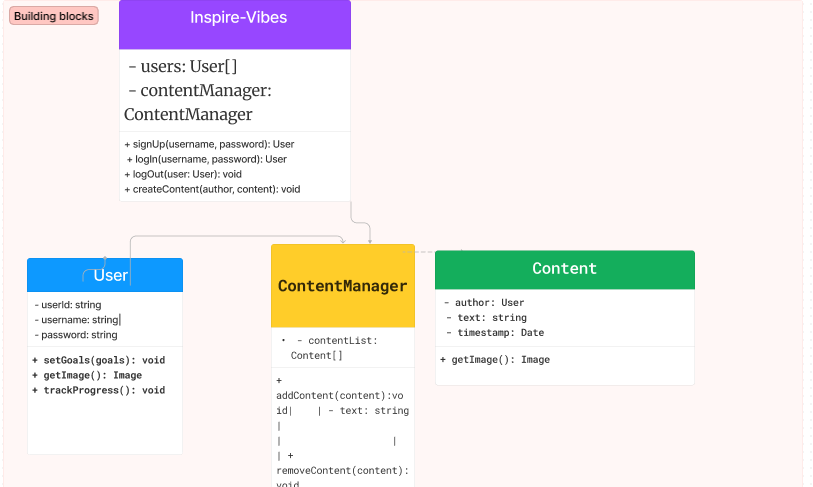 Building blocks
Inspire-Vibes
- users: User[]
- contentManager:
ContentManager
+ signUp(username, password): User
+ logIn(username, password): User
+ logOut(user: User): void
+ createContent(author, content): void
User
- userId: string
- username: string|
- password: string
+ setGoals(goals): void
+ getImage(): Image
+ trackProgress(): void
ContentManager
• - contentList:
Content[]
+
addContent(content):vo
id| | - text: string
|
| |
| +
removeContent(content):
void
Content
- author: User
- text: string
- timestamp: Date
+ getImage(): Image